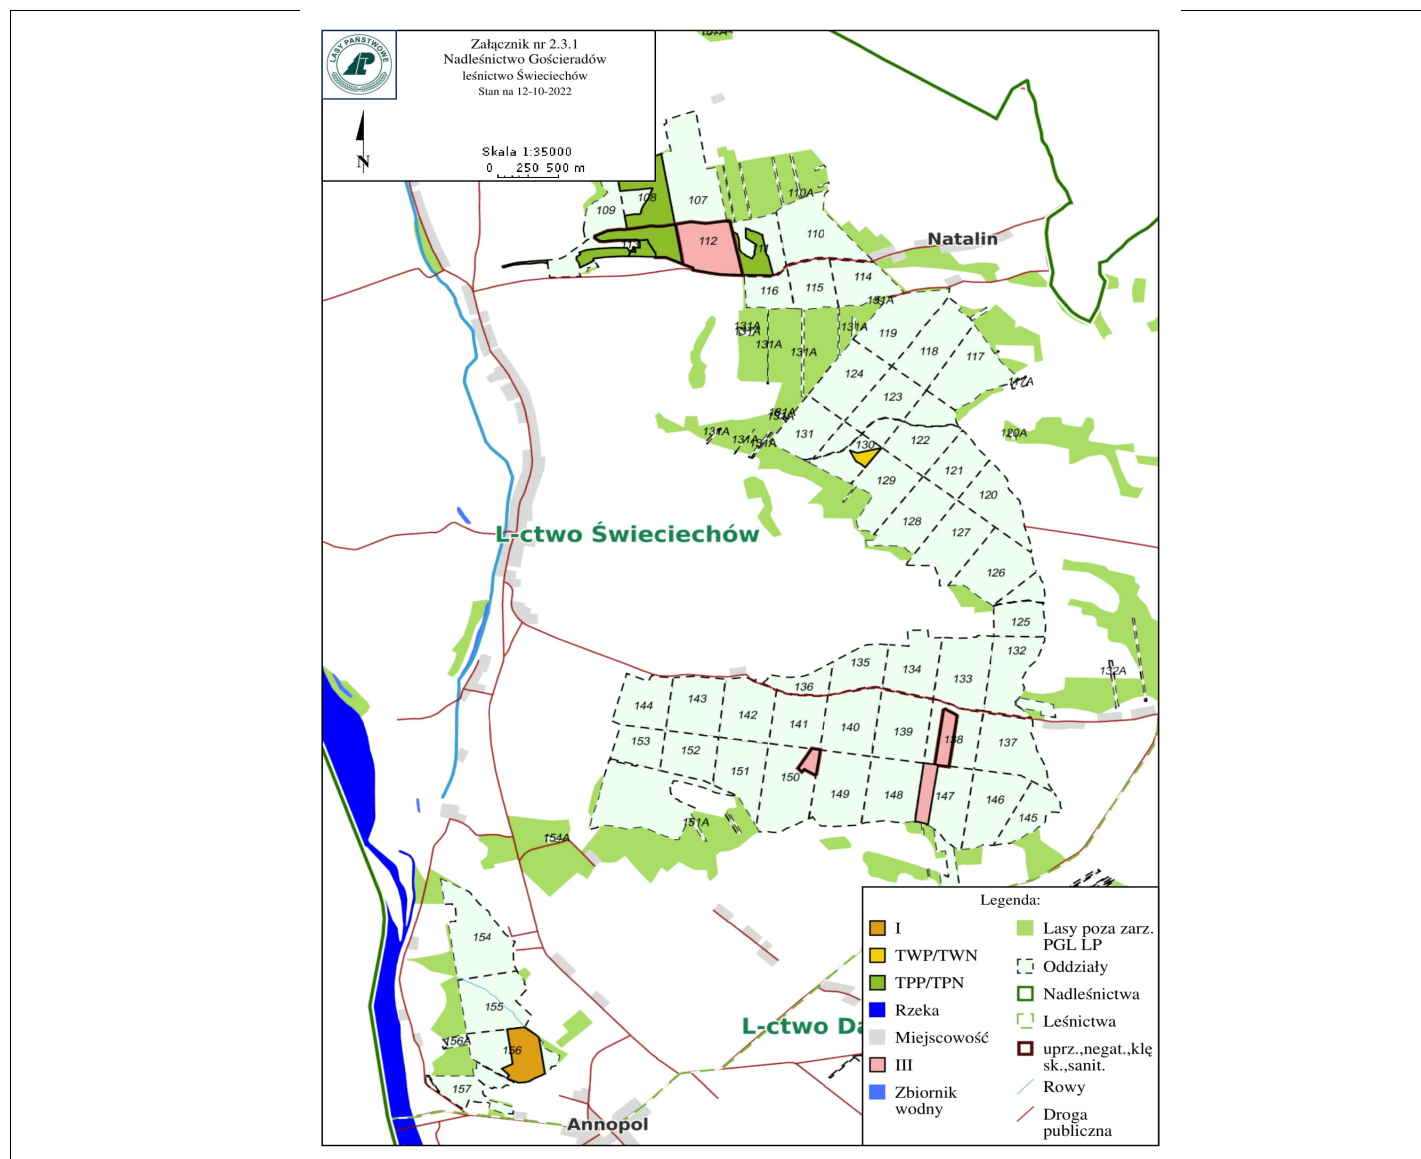 LASY PAŃSTWOWE
Załącznik nr 2.3.1
Nadleśnictwo Gościeradów
leśnictwo Świeciechów
Stan na 12-10-2022
N
Skala 1:35000
0 250 500 m
108
107
109
110A
112
111
113
110
Natalin
116
115
114
131A
131A
131A
131A
131A
131A
119
118
117
117A
124
123
131A
131A
131
131A
131A
131A
130
122
120A
129
121
120
128
127
L-ctwo Świeciechów
126
125
132
135
134
133
132A
136
144
143
142
141
140
139
138
137
153
152
151
150
149
148
147
146
145
151A
154A
154
155
156A
156
157
L-ctwo Da
Annopol
Legenda:
I
TWP/TWN
TPP/TPN
Rzeka
Miejscowość
III
Zbiornik
wodny
Lasy poza zarz.
PGL LP
Oddziały
Nadleśnictwa
Leśnictwa
uprz.,negat.,klę
sk.,sanit.
Rowy
Droga
publiczna